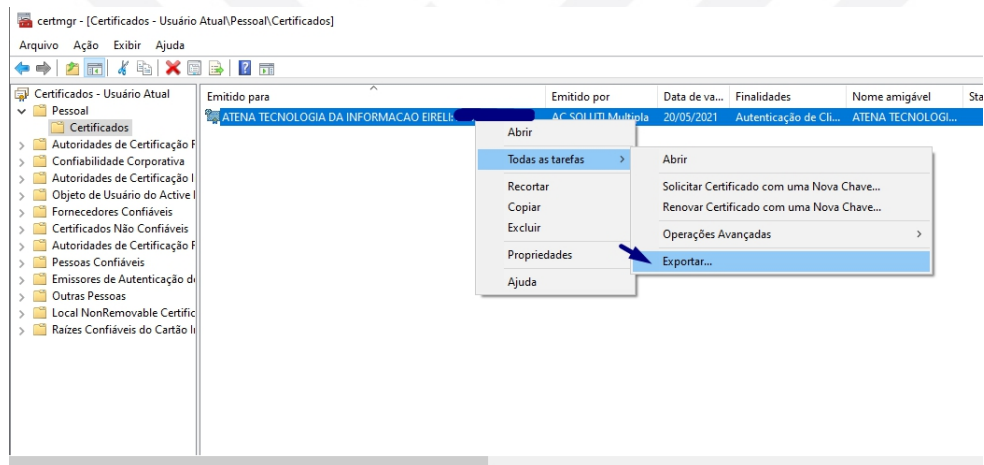 certmgr - [Certificados - Usuário Atual\Pessoal\Certificados]
Arquivo Ação Exibir Ajuda
Certificados - Usuário Atual
Pessoal
Certificados
Autoridades de Certificação
Confiabilidade Corporativa
Autoridades de Certificação I
Objeto de Usuário do Active
Fornecedores Confiáveis
Certificados Não Confiáveis
Autoridades de Certificação
Pessoas Confiáveis
Emissores de Autenticação d
Outras Pessoas
Local NonRemovable Certific
Raízes Confiáveis do Cartão I
Emitido para Emitido por Data de va... Finalidades Nome amigável Sta
ATENA TECNOLOGIA DA INFORMACAO EIRELI: AC SOLUTI Multipla 20/05/2021 Autenticação de Cli... ATENA TECNOLOGI...
Abrir
Todas as tarefas >
Recortar
Copiar
Excluir
Propriedades
Ajuda
Abrir
Solicitar Certificado com uma Nova Chave...
Renovar Certificado com uma Nova Chave...
Operações Avançadas >
Exportar...